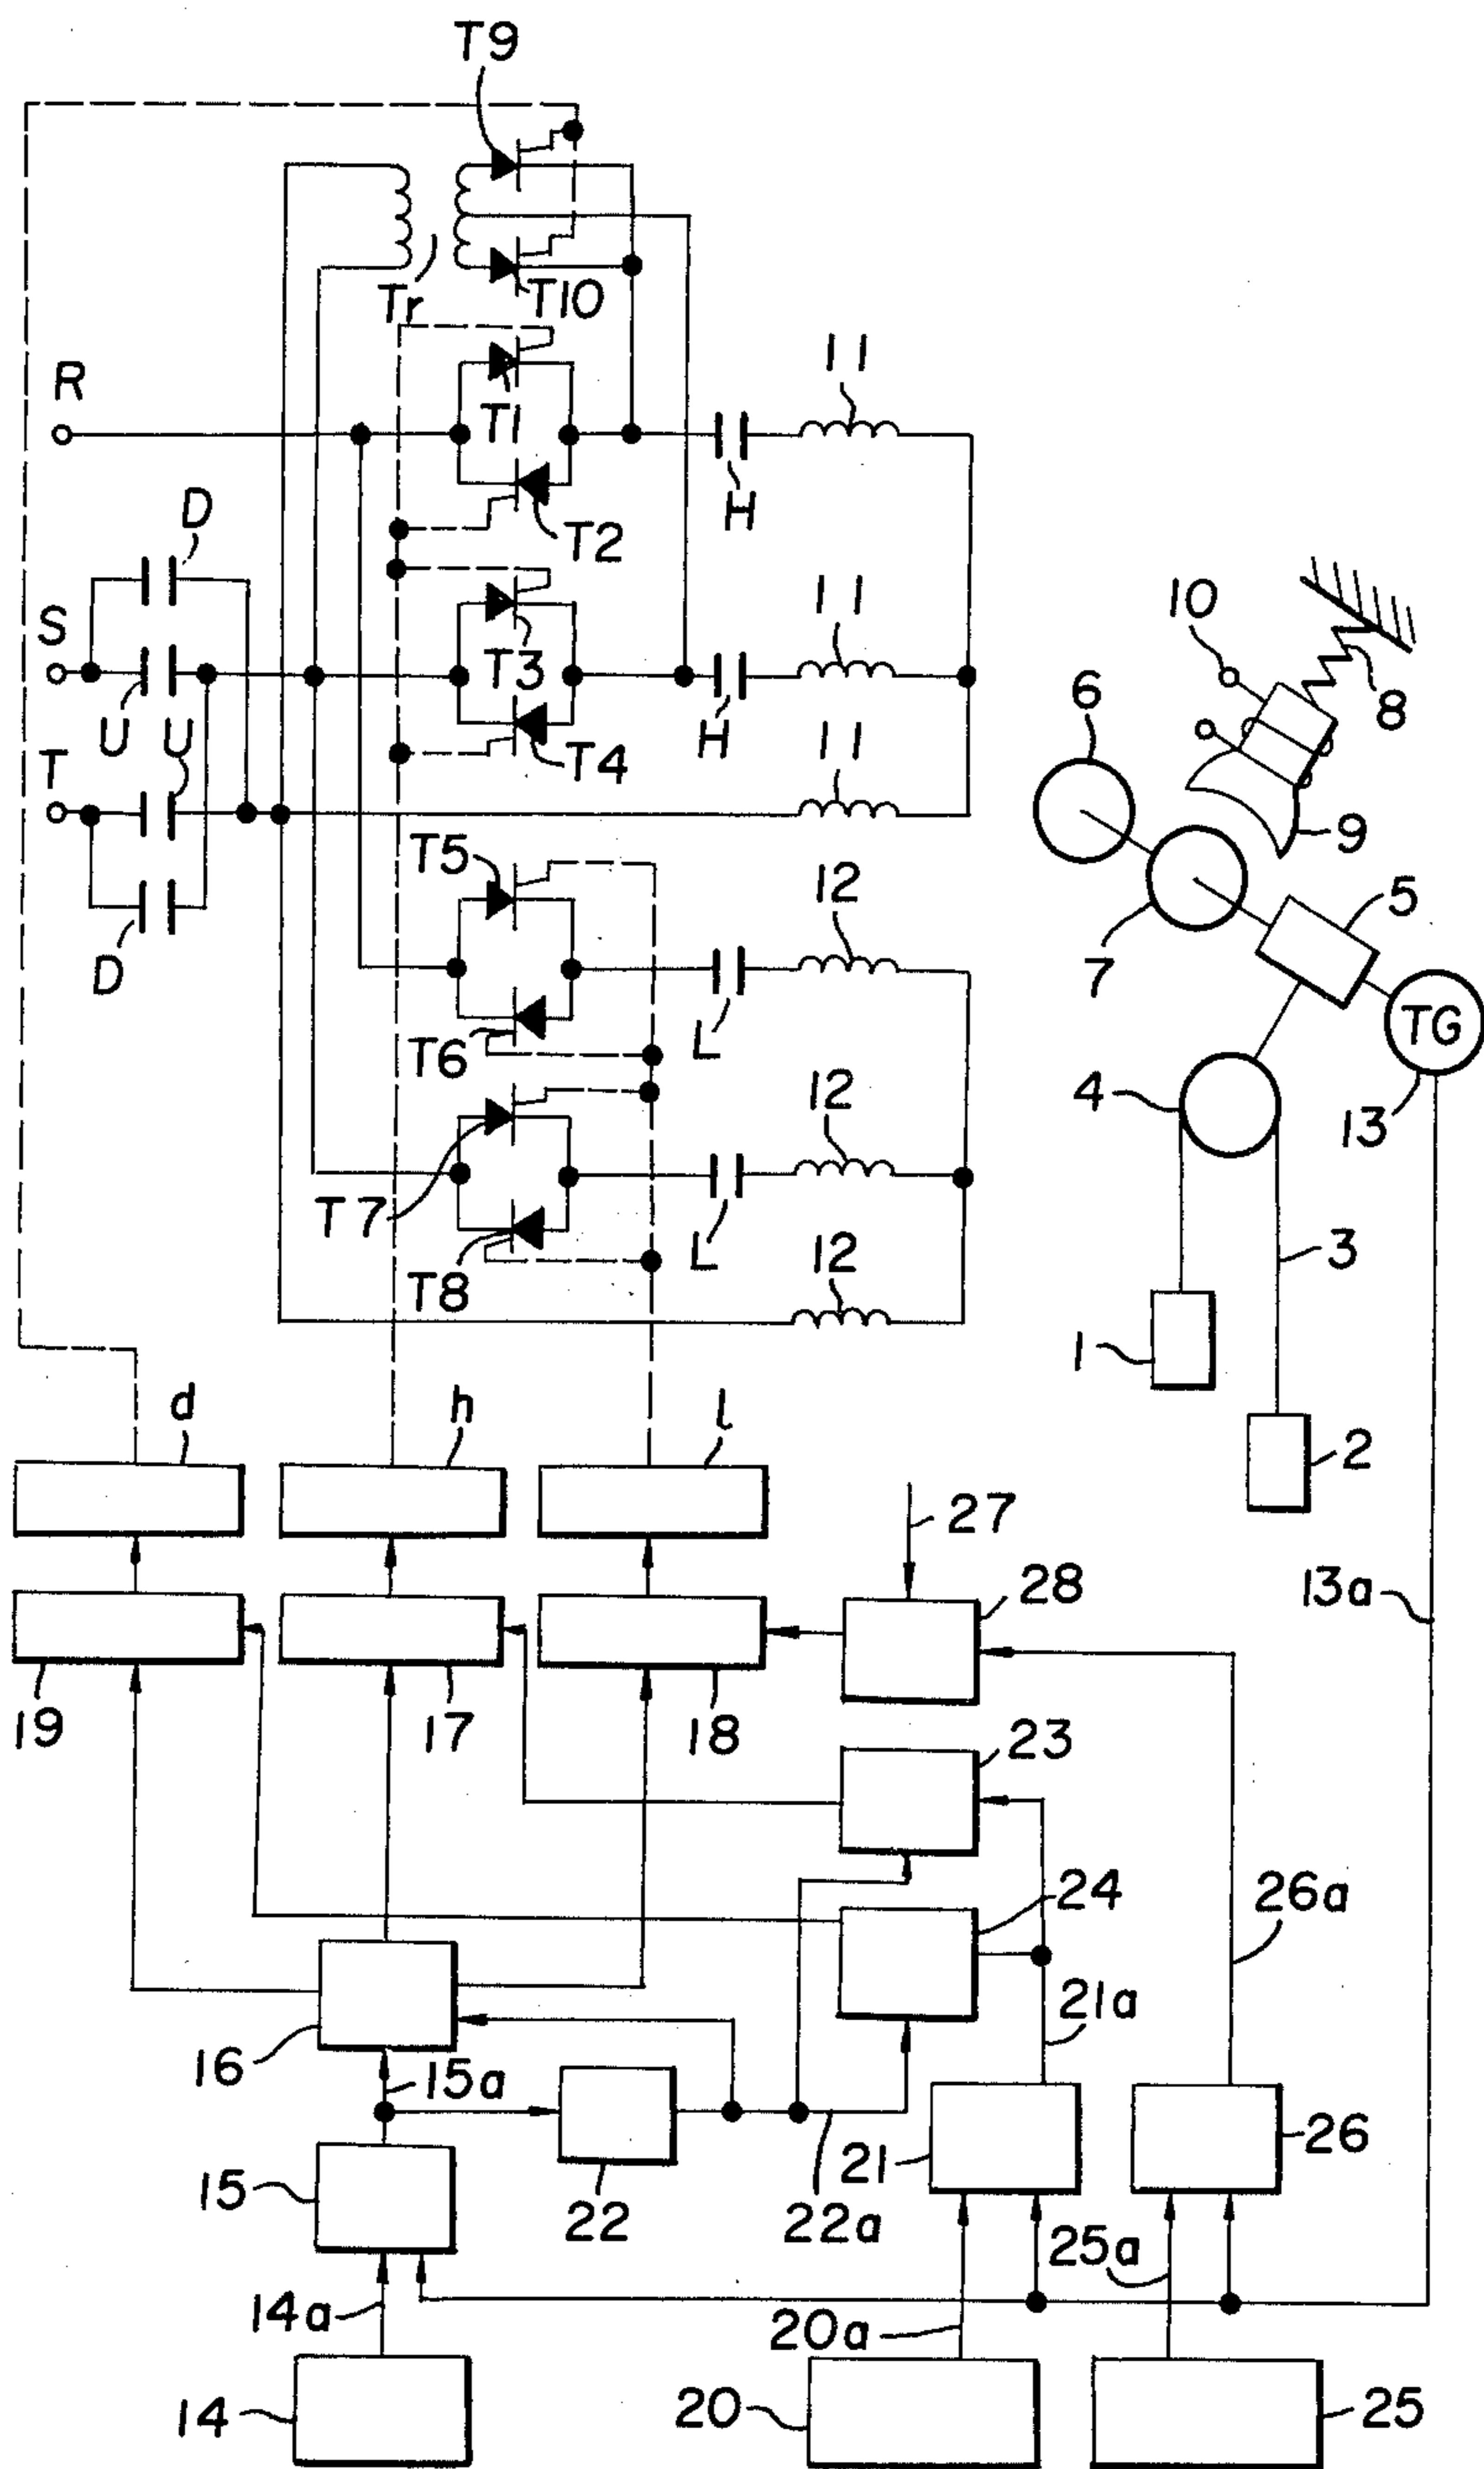 T9
Tr
T10
R
T1
11
H
T2
D
S
T3
11
10
6
8
U
U
H
11
T4
T
9
T5
12
5
D
7
TG
T6
L
12
4
13
T7
L
3
T8
12
1
d
h
l
2
27
28
13a
19
17
18
23
24
26a
21a
16
15a
26
15
22
21
22a
25a
14a
20a
14
20
25